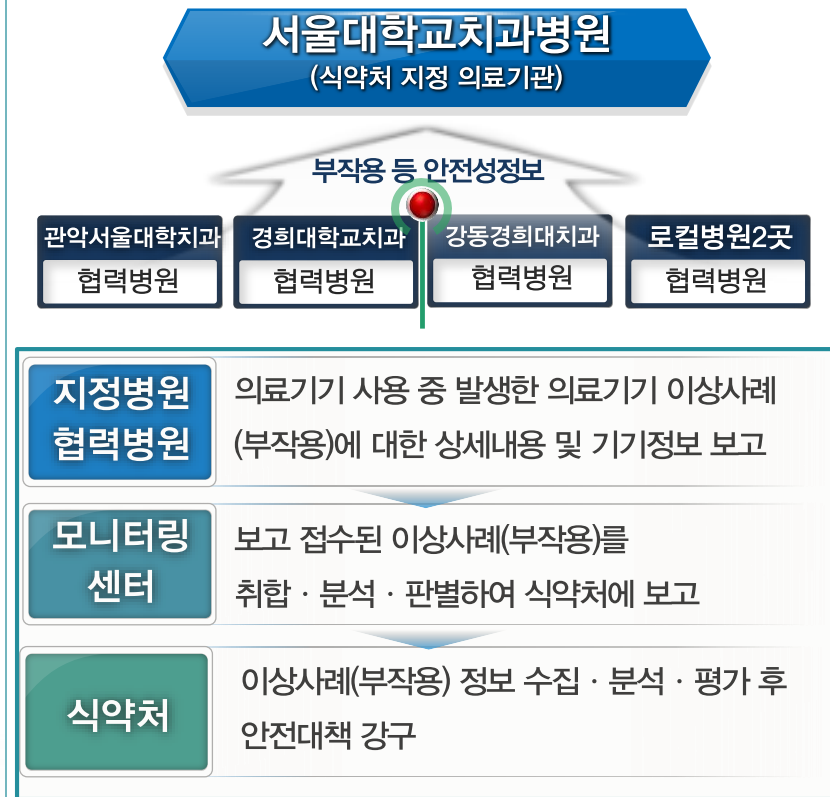 서울대학교치과병원
(식약처 지정 의료기관)
부작용 등 안전성정보
관악서울대학치과
협력병원
경희대학교치과
협력병원
강동경희대치과
협력병원
로컬병원2곳
협력병원
지정병원
협력병원
의료기기 사용 중 발생한 의료기기 이상사례
(부작용)에 대한 상세내용 및 기기정보 보고
모니터링
센터
보고 접수된 이상사례(부작용)를
취합 · 분석 · 판별하여 식약처에 보고
식약처
이상사례(부작용) 정보 수집 · 분석 · 평가 후
안전대책 강구